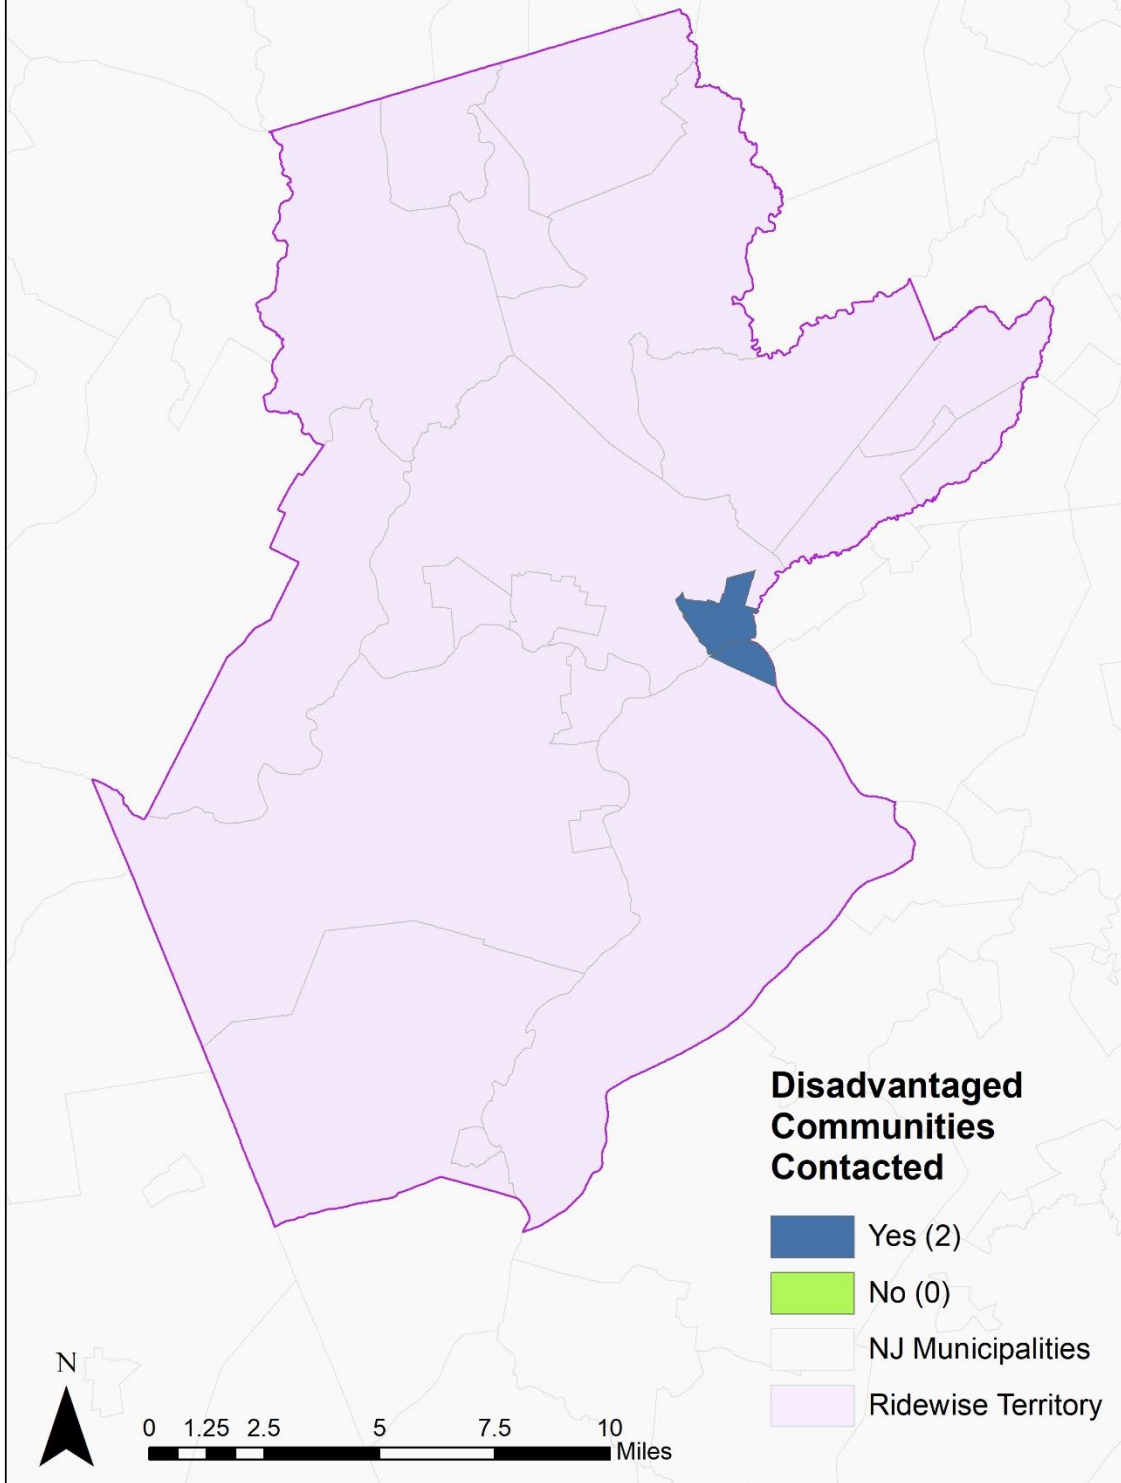 Disadvantaged
Communities
Contacted
Yes (2)
No (0)
NJ Municipalities
Ridewise Territory
N
0 1.25 2.5 5 7.5 10
Miles